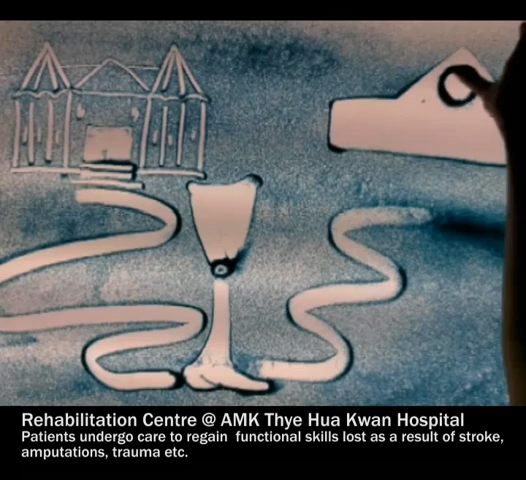 Rehabilitation Centre @ AMK Thye Hua Kwan Hospital
Patients undergo care to regain functional skills lost as a result of stroke,
amputations, trauma etc.